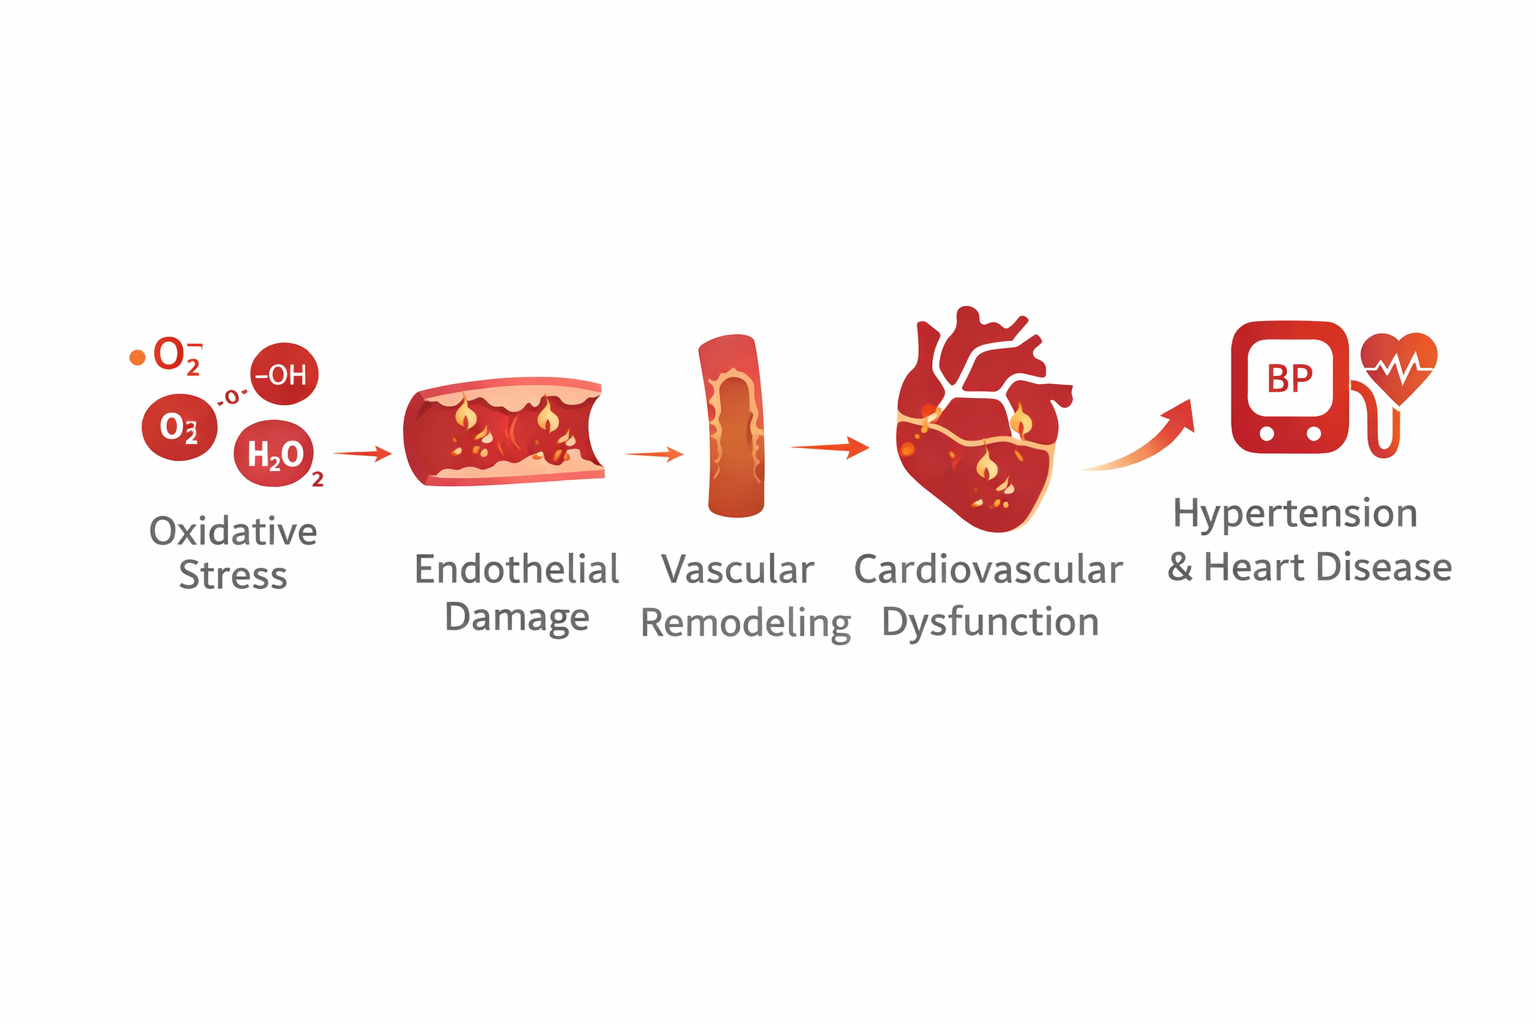 • O₂⁻
–OH
-o-
O₂⁻
H₂O₂
BP
Oxidative
Stress
Endothelial
Damage
Vascular
Remodeling
Cardiovascular
Dysfunction
Hypertension
& Heart Disease